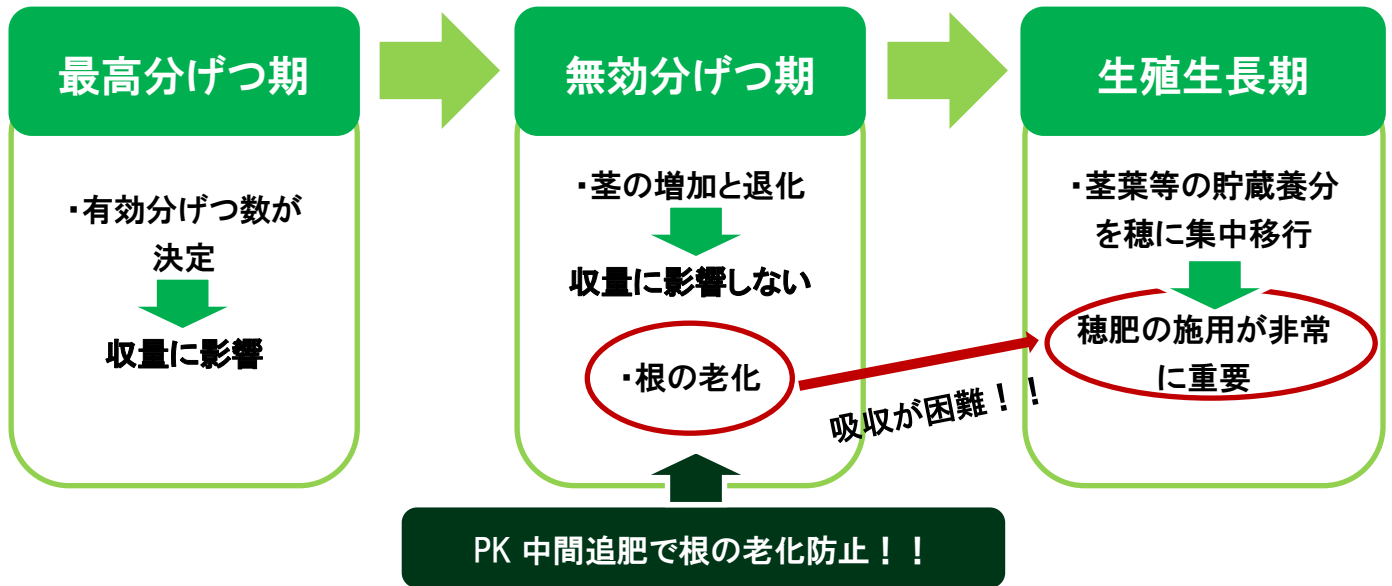 最高分げつ期
・有効分げつ数が
決定
収量に影響
無効分げつ期
・茎の増加と退化
収量に影響しない
・根の老化
吸収が困難！！
生殖生長期
・茎葉等の貯蔵養分
を穂に集中移行
穂肥の施用が非常
に重要
PK 中間追肥で根の老化防止！！